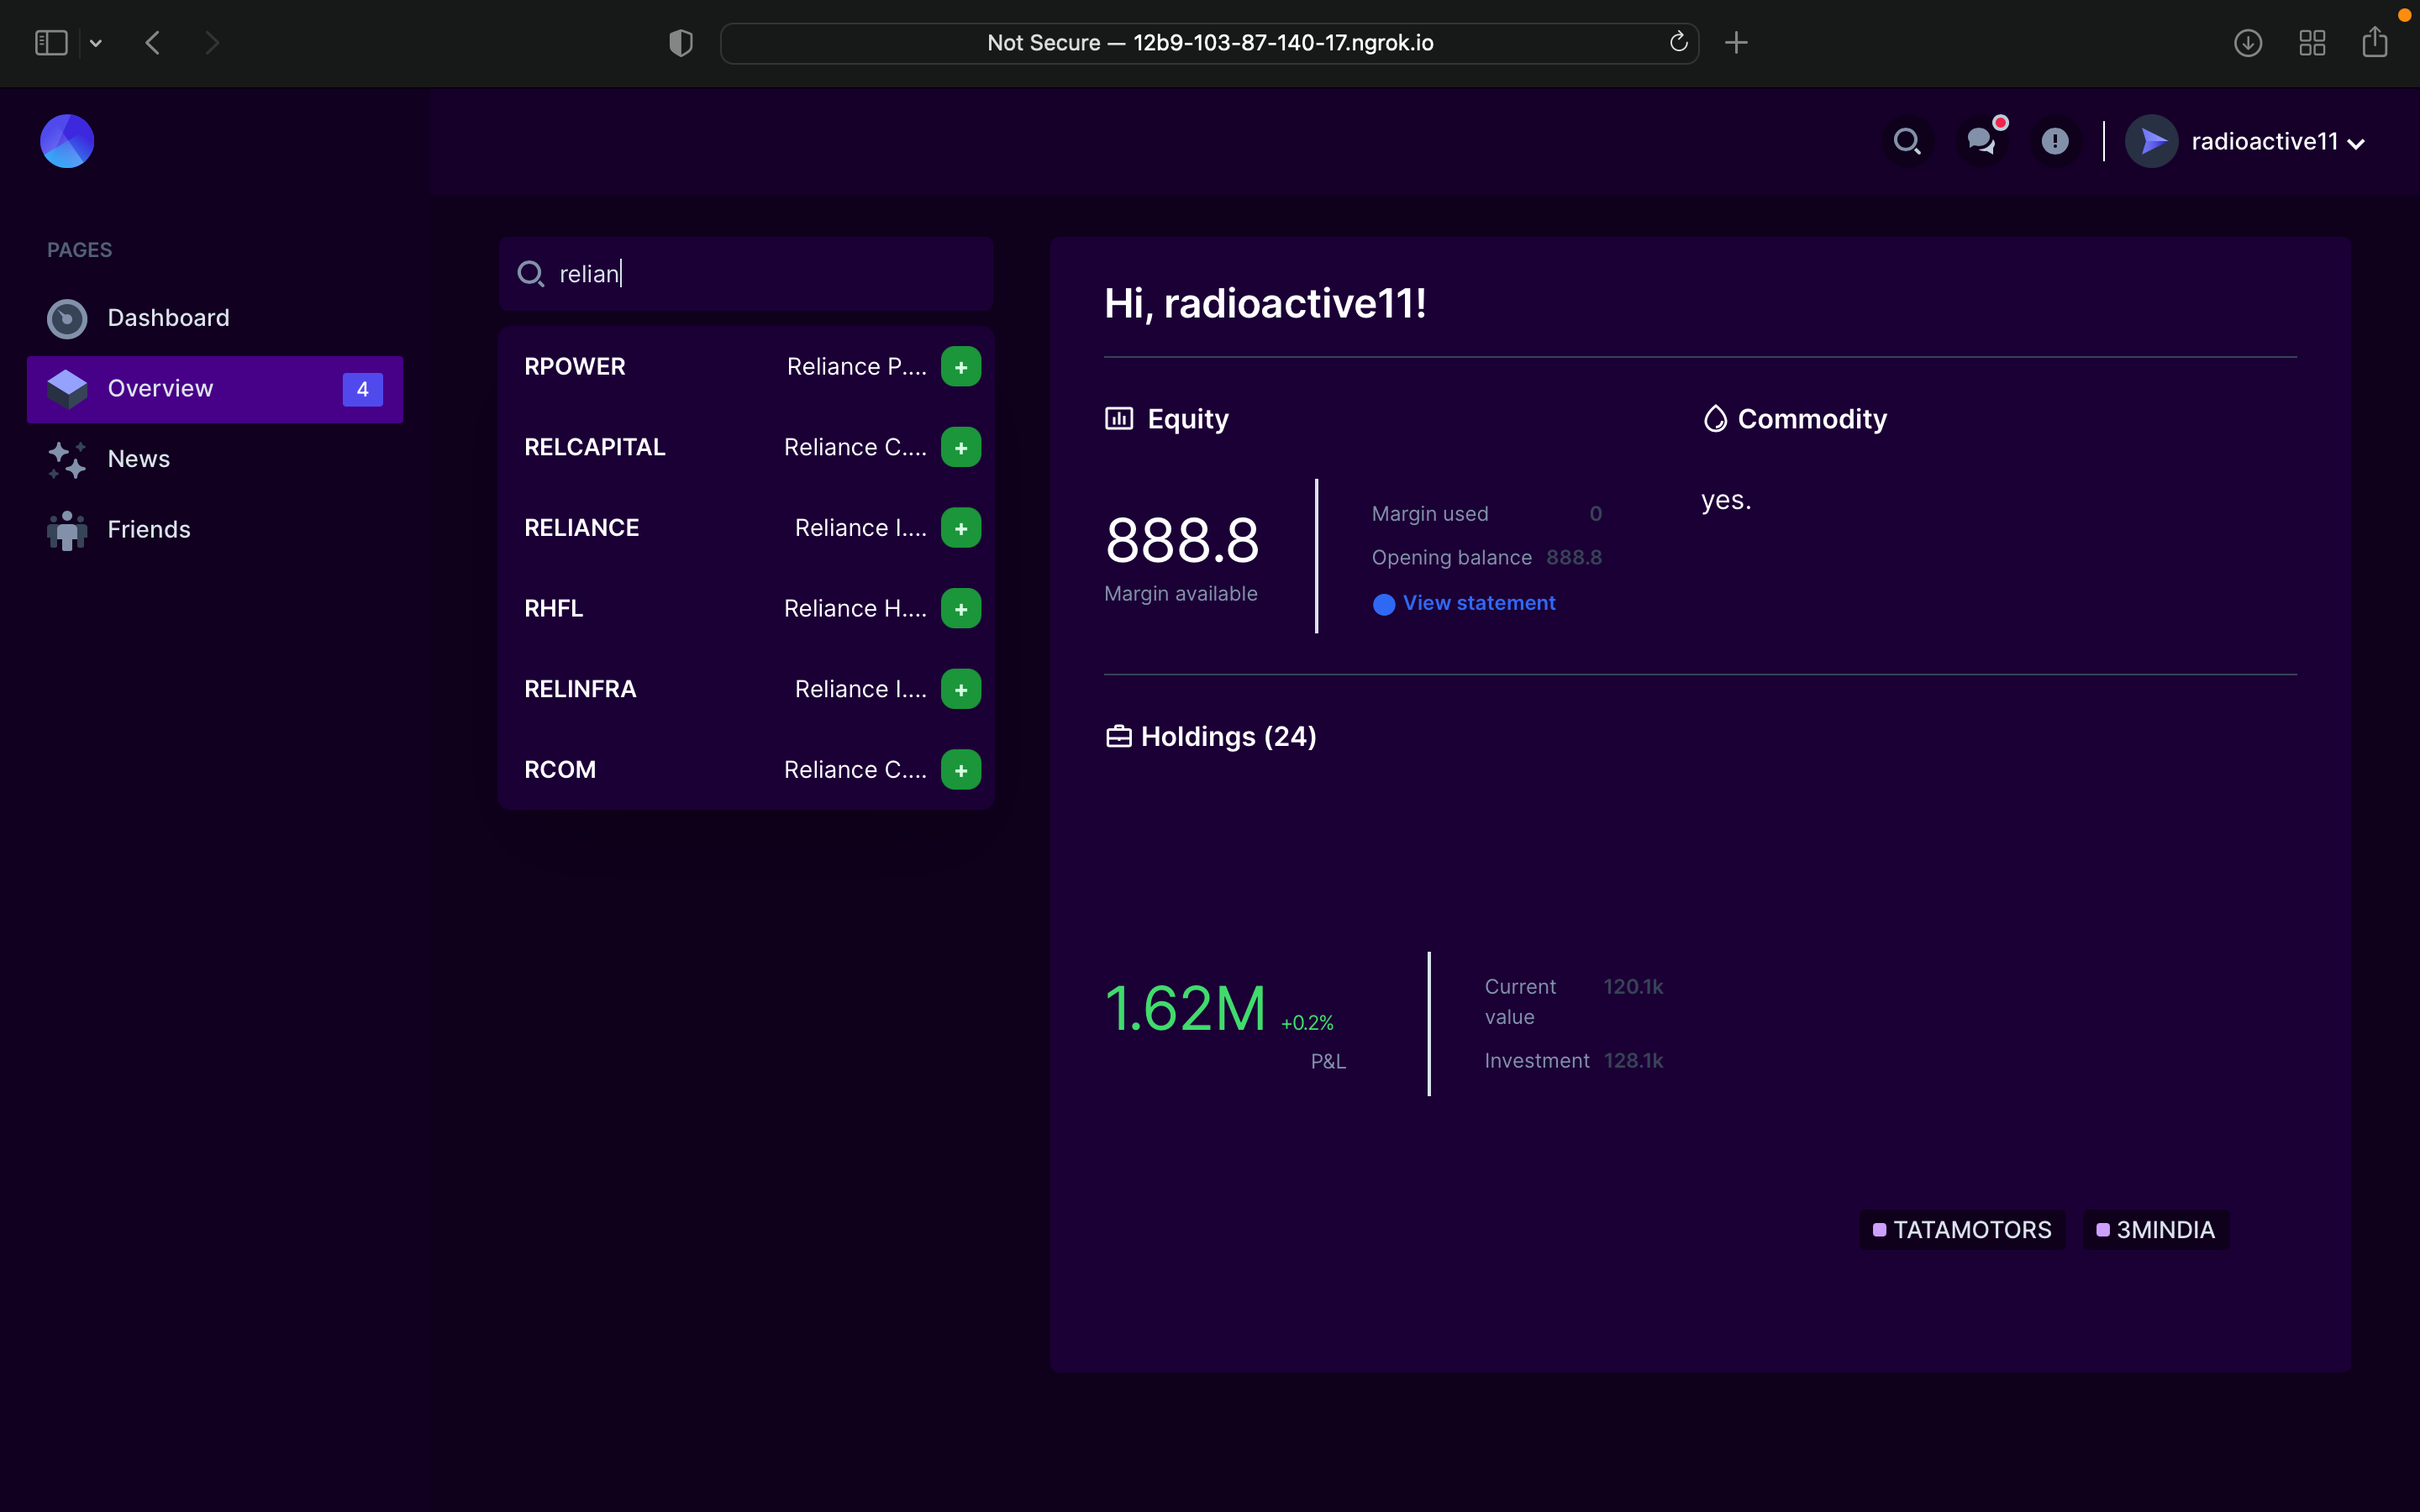 Not Secure — 12b9-103-87-140-17.ngrok.io
radioactive11
PAGES
Dashboard
Overview 4
News
Friends
relian
RPOWER Reliance P.... +
RELCAPITAL Reliance C.... +
RELIANCE Reliance I.... +
RHFL Reliance H.... +
RELINFRA Reliance I.... +
RCOM Reliance C.... +
Hi, radioactive11!
Equity
888.8
Margin available
Margin used 0
Opening balance 888.8
View statement
Commodity
yes.
Holdings (24)
1.62M +0.2%
P&L
Current value 120.1k
Investment 128.1k
TATAMOTORS 3MINDIA